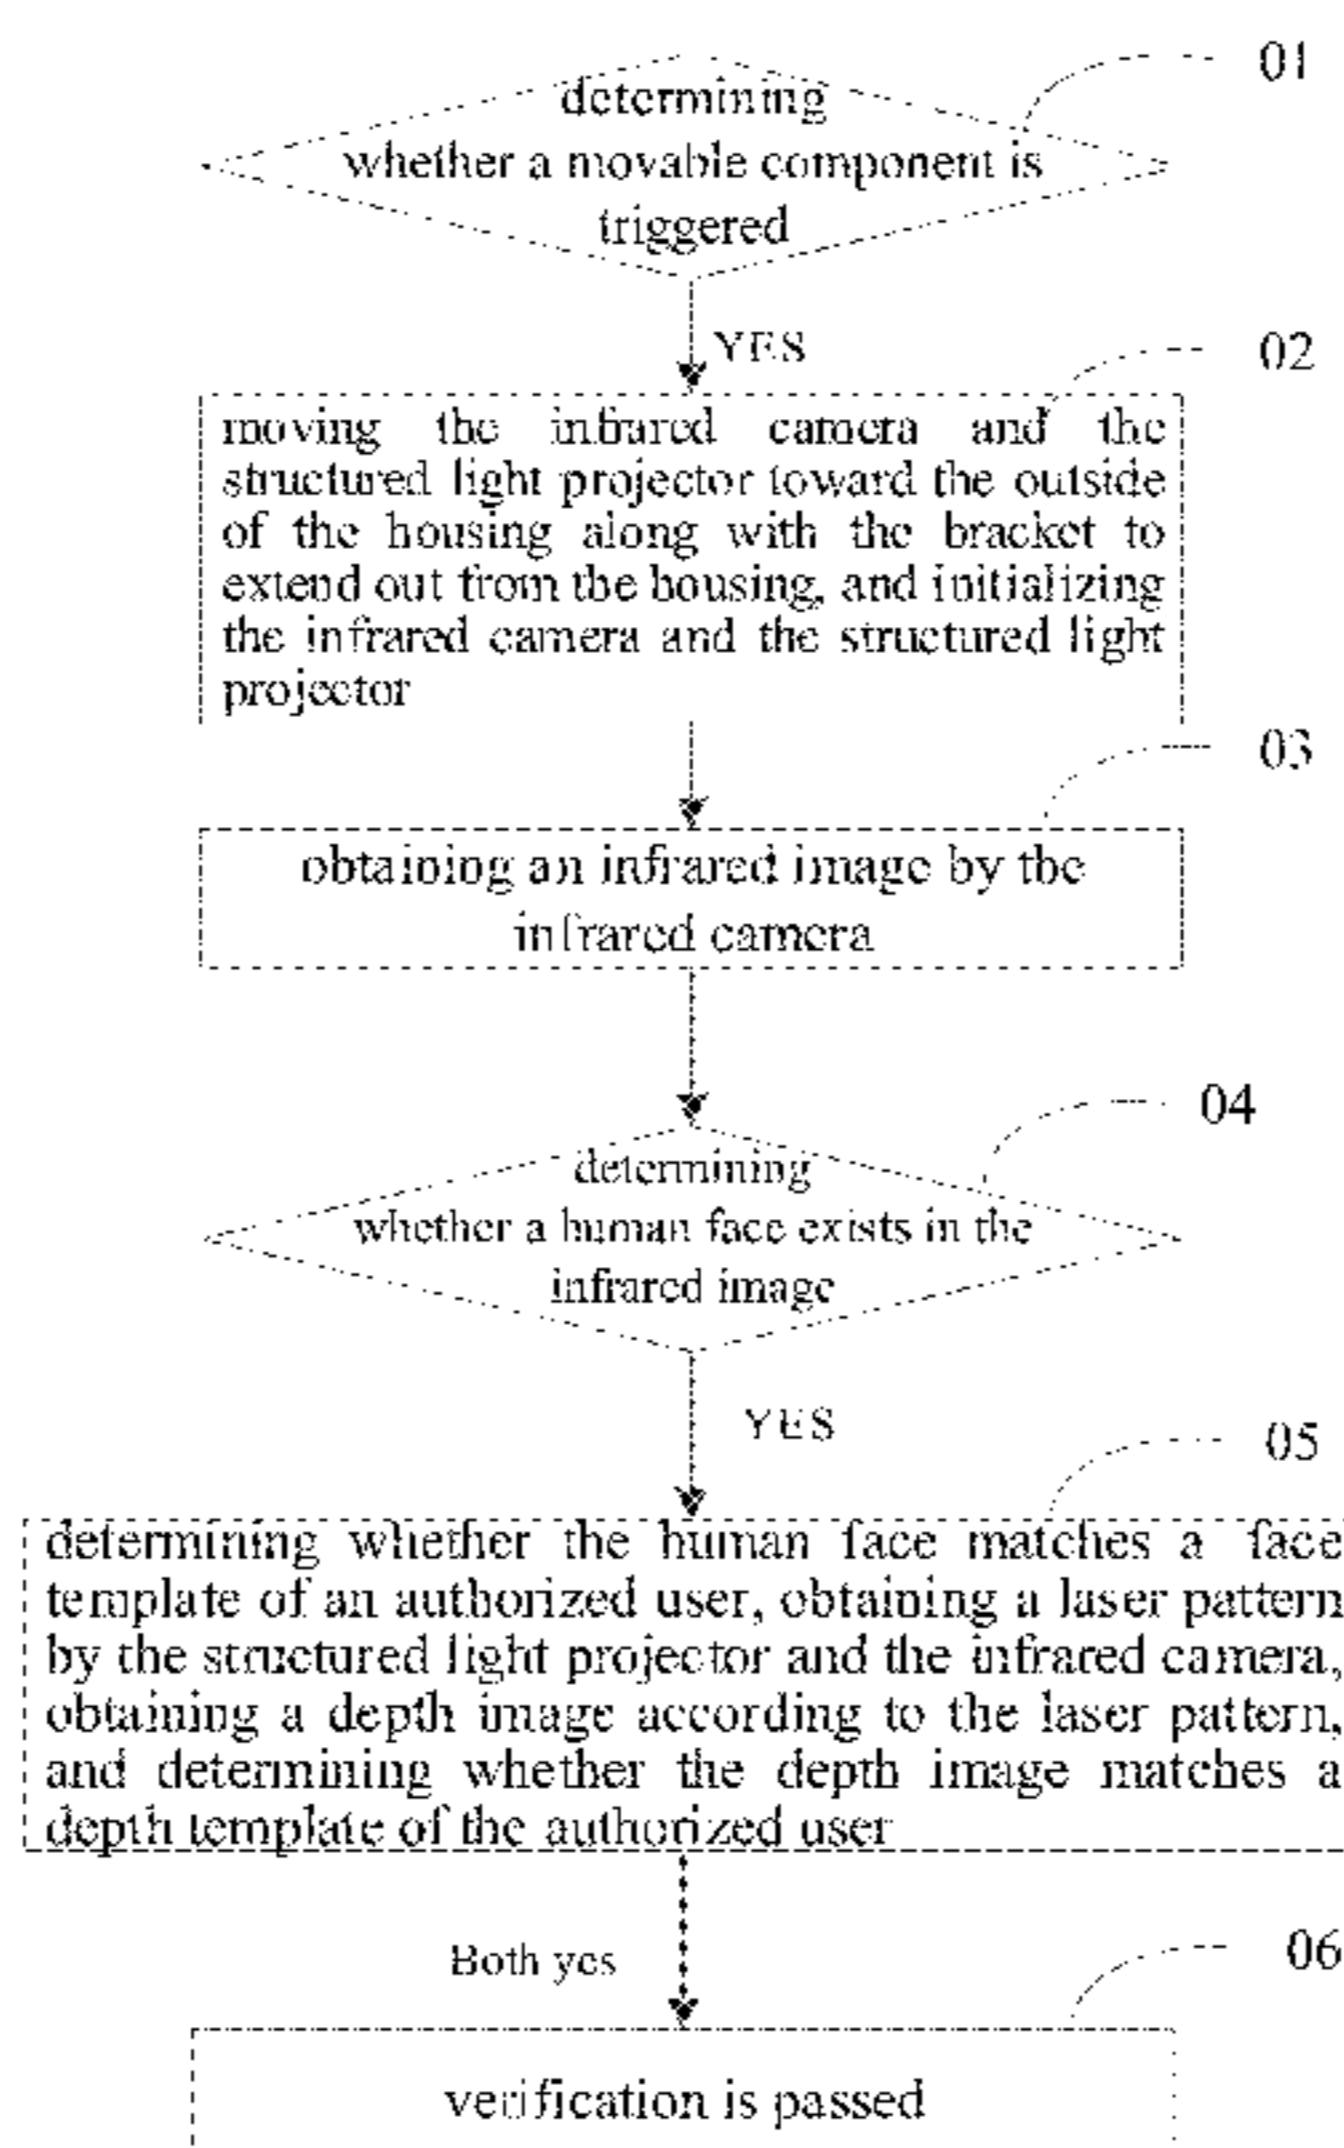 01
determining
whether a movable component is
triggered
YES
02
moving the infrared camera and the
structured light projector toward the outside
of the housing along with the bracket to
extend out from the housing, and initializing
the infrared camera and the structured light
projector
03
obtaining an infrared image by the
infrared camera
04
determining
whether a human face exists in the
infrared image
YES
05
determining whether the human face matches a face
template of an authorized user, obtaining a laser pattern
by the structured light projector and the infrared camera,
obtaining a depth image according to the laser pattern,
and determining whether the depth image matches a
depth template of the authorized user
Both yes
06
verification is passed